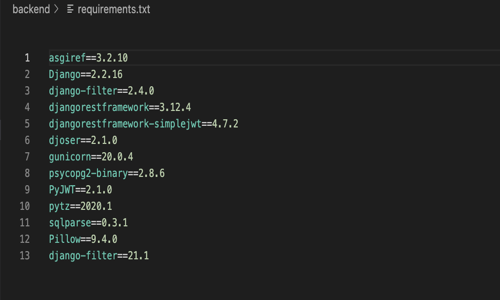 backend > requirements.txt
1 asgiref==3.2.10
2 Django==2.2.16
3 django-filter==2.4.0
4 djangorestframework==3.12.4
5 djangorestframework-simplejwt==4.7.2
6 djoser==2.1.0
7 gunicorn==20.0.4
8 psycopg2-binary==2.8.6
9 PyJWT==2.1.0
10 pytz==2020.1
11 sqlparse==0.3.1
12 Pillow==9.4.0
13 django-filter==21.1